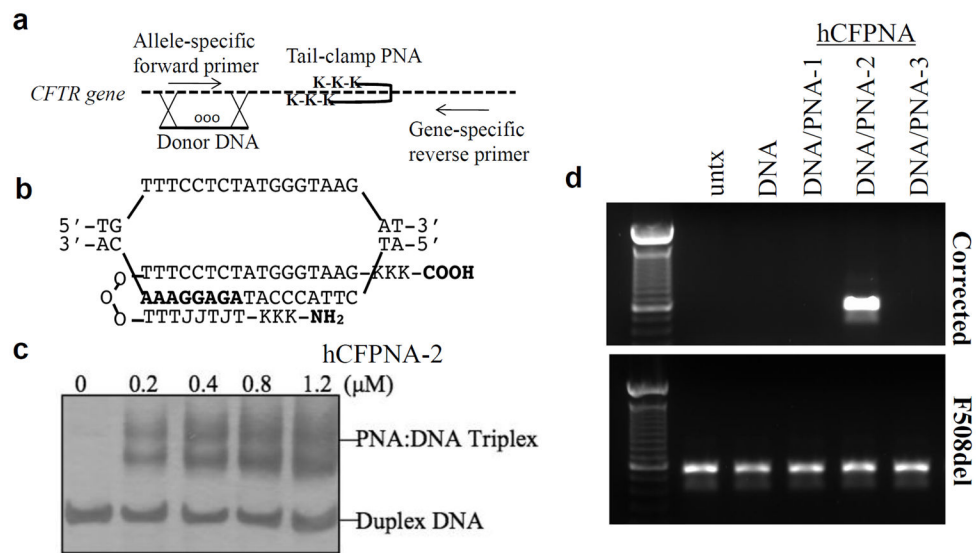 a
Allele-specific
forward primer
Tail-clamp PNA
K-K-K
CFTR gene
K-K-K
ooo
Donor DNA
Gene-specific
reverse primer
b
TTTCCTCTATGGGTAAG
5′-TG
AT-3′
3′-AC
TA-5′
O
TTTCCTCTATGGGTAAG-KKK-COOH
O
AAAGGAGATACCCATTC
O
TTTJJTJT-KKK-NH₂
c
hCFPNA-2
0 0.2 0.4 0.8 1.2 (µM)
PNA:DNA Triplex
Duplex DNA
d
hCFPNA
untx
DNA
DNA/PNA-1
DNA/PNA-2
DNA/PNA-3
Corrected
F508del